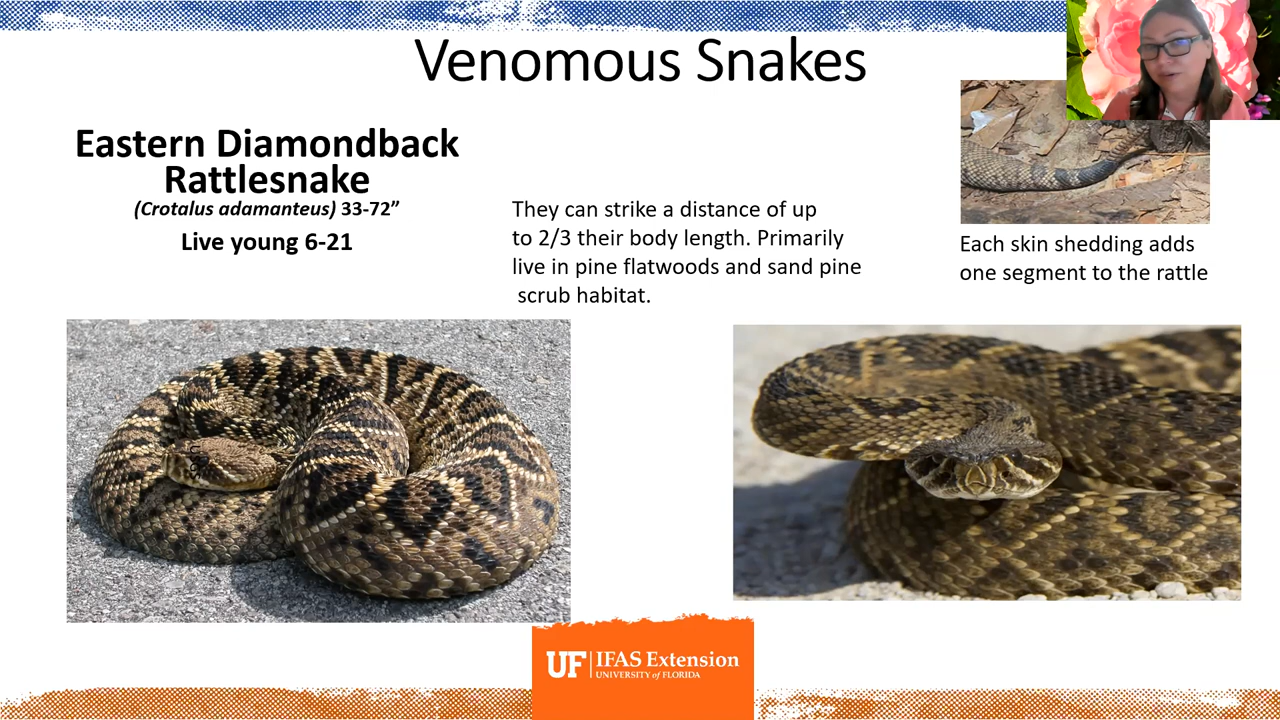 Venomous Snakes
Eastern Diamondback
Rattlesnake
(Crotalus adamanteus) 33-72”
Live young 6-21
They can strike a distance of up
to 2/3 their body length. Primarily
live in pine flatwoods and sand pine
scrub habitat.
Each skin shedding adds
one segment to the rattle
UF IFAS Extension
UNIVERSITY of FLORIDA